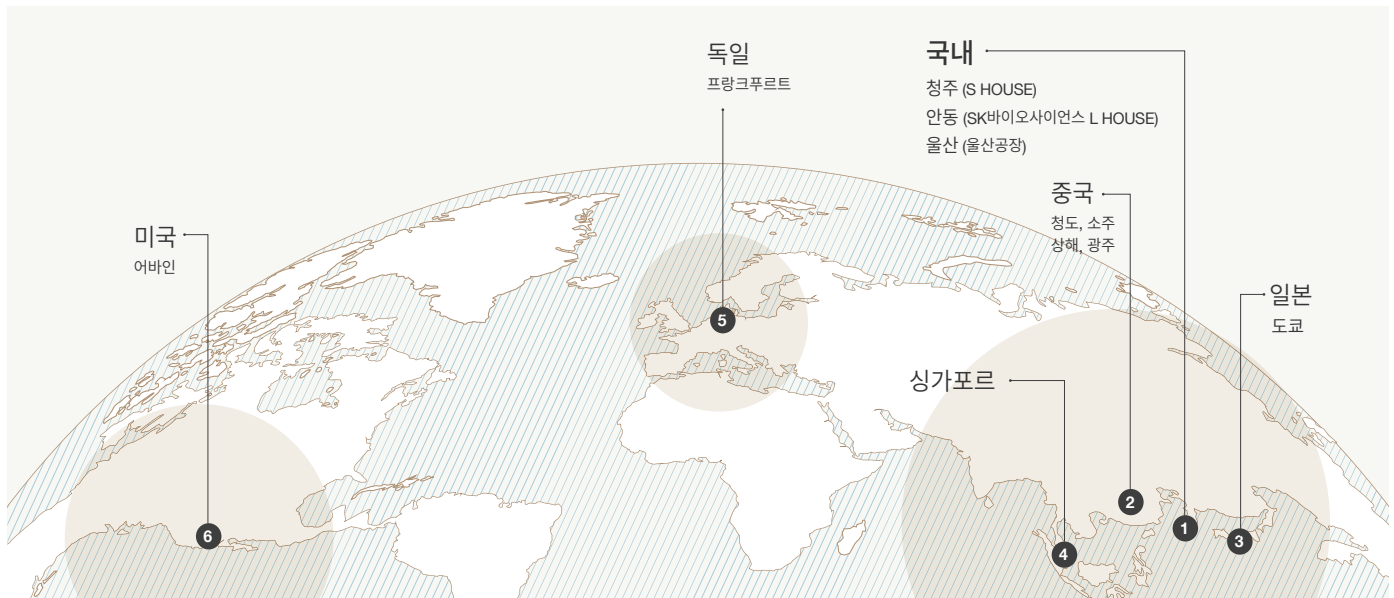 독일
프랑크푸르트
국내
청주 (S HOUSE)
안동 (SK바이오사이언스 L HOUSE)
울산 (울산공장)
중국
청도, 소주
상해, 광주
미국
어바인
일본
도쿄
싱가포르
5
2
1
3
4
6